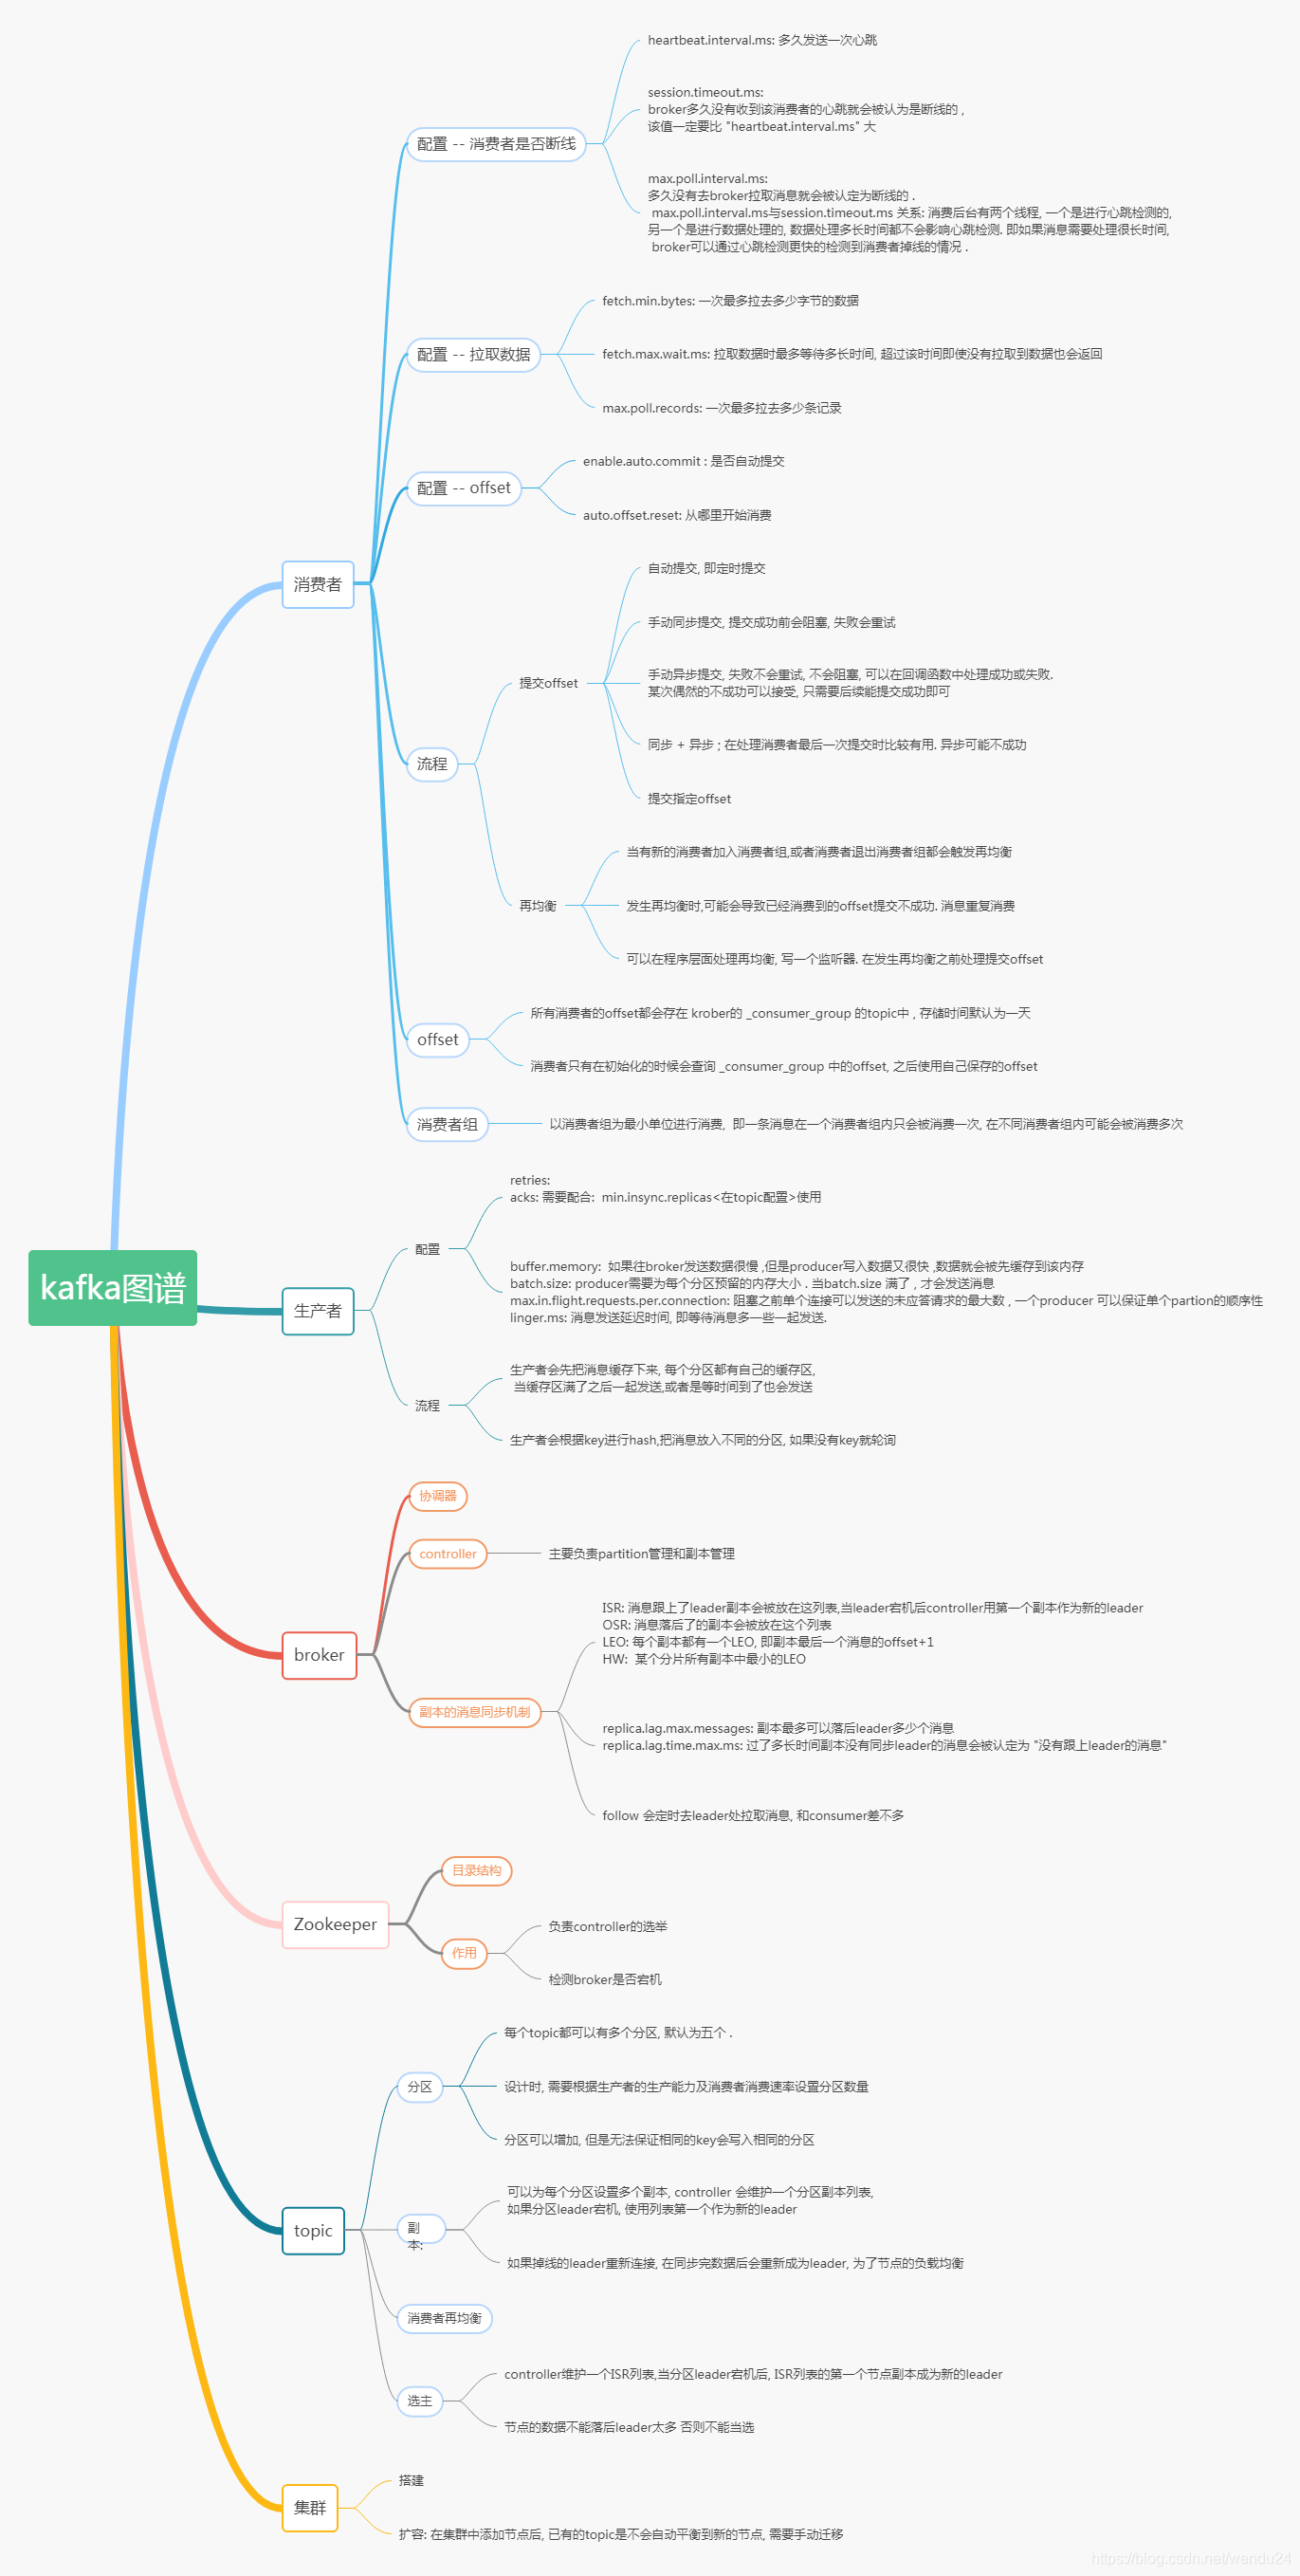 kafka图谱
消费者
配置 -- 消费者是否断线
heartbeat.interval.ms: 多久发送一次心跳
session.timeout.ms:
broker多久没有收到该消费者的心跳就会被认为是断线的 ,
该值一定要比 "heartbeat.interval.ms" 大
max.poll.interval.ms:
多久没有去broker拉取消息就会被认定为断线的 .
max.poll.interval.ms与session.timeout.ms 关系: 消费后台有两个线程, 一个是进行心跳检测的,
另一个是进行数据处理的, 数据处理多长时间都不会影响心跳检测. 即如果消息需要处理很长时间,
broker可以通过心跳检测更快的检测到消费者掉线的情况 .
配置 -- 拉取数据
fetch.min.bytes: 一次最多拉去多少字节的数据
fetch.max.wait.ms: 拉取数据时最多等待多长时间, 超过该时间即使没有拉取到数据也会返回
max.poll.records: 一次最多拉去多少条记录
配置 -- offset
enable.auto.commit : 是否自动提交
auto.offset.reset: 从哪里开始消费
流程
提交offset
自动提交, 即定时提交
手动同步提交, 提交成功前会阻塞, 失败会重试
手动异步提交, 失败不会重试, 不会阻塞, 可以在回调函数中处理成功或失败.
某次偶然的不成功可以接受, 只需要后续能提交成功即可
同步 + 异步 ; 在处理消费者最后一次提交时比较有用. 异步可能不成功
提交指定offset
再均衡
当有新的消费者加入消费者组,或者消费者退出消费者组都会触发再均衡
发生再均衡时,可能会导致已经消费到的offset提交不成功. 消息重复消费
可以在程序层面处理再均衡, 写一个监听器. 在发生再均衡之前处理提交offset
offset
所有消费者的offset都会存在 krober的 _consumer_group 的topic中 , 存储时间默认为一天
消费者只有在初始化的时候会查询 _consumer_group 中的offset, 之后使用自己保存的offset
消费者组
以消费者组为最小单位进行消费,  即一条消息在一个消费者组内只会被消费一次, 在不同消费者组内可能会被消费多次
生产者
配置
retries:
acks: 需要配合:  min.insync.replicas<在topic配置>使用
buffer.memory:  如果往broker发送数据很慢 ,但是producer写入数据又很快 ,数据就会被先缓存到该内存
batch.size: producer需要为每个分区预留的内存大小 . 当batch.size 满了 , 才会发送消息
max.in.flight.requests.per.connection: 阻塞之前单个连接可以发送的未应答请求的最大数 , 一个producer 可以保证单个partion的顺序性
linger.ms: 消息发送延迟时间, 即等待消息多一些一起发送.
流程
生产者会先把消息缓存下来, 每个分区都有自己的缓存区,
当缓存区满了之后一起发送,或者是等时间到了也会发送
生产者会根据key进行hash,把消息放入不同的分区, 如果没有key就轮询
broker
协调器
controller
主要负责partition管理和副本管理
副本的消息同步机制
ISR: 消息跟上了leader副本会被放在这列表,当leader宕机后controller用第一个副本作为新的leader
OSR: 消息落后了的副本会被放在这个列表
LEO: 每个副本都有一个LEO, 即副本最后一个消息的offset+1
HW:  某个分片所有副本中最小的LEO
replica.lag.max.messages: 副本最多可以落后leader多少个消息
replica.lag.time.max.ms: 过了多长时间副本没有同步leader的消息会被认定为 "没有跟上leader的消息"
follow 会定时去leader处拉取消息, 和consumer差不多
Zookeeper
目录结构
作用
负责controller的选举
检测broker是否宕机
topic
分区
每个topic都可以有多个分区, 默认为五个 .
设计时, 需要根据生产者的生产能力及消费者消费速率设置分区数量
分区可以增加, 但是无法保证相同的key会写入相同的分区
副
本:
可以为每个分区设置多个副本, controller 会维护一个分区副本列表,
如果分区leader宕机, 使用列表第一个作为新的leader
如果掉线的leader重新连接, 在同步完数据后会重新成为leader, 为了节点的负载均衡
消费者再均衡
选主
controller维护一个ISR列表,当分区leader宕机后, ISR列表的第一个节点副本成为新的leader
节点的数据不能落后leader太多 否则不能当选
集群
搭建
扩容: 在集群中添加节点后, 已有的topic是不会自动平衡到新的节点, 需要手动迁移
https://blog.csdn.net/wendu24